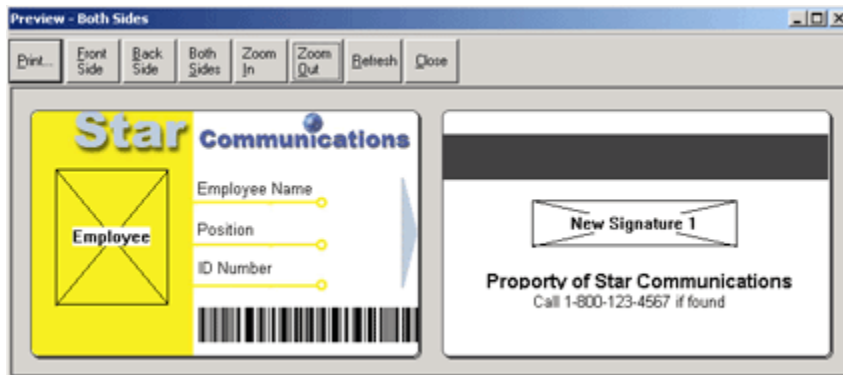 Preview - Both Sides
Print... Front Side Back Side Both Sides Zoom In Zoom Out Refresh Close
Star Communications
Employee Name
Employee
Position
ID Number
New Signature 1
Property of Star Communications
Call 1-800-123-4567 if found